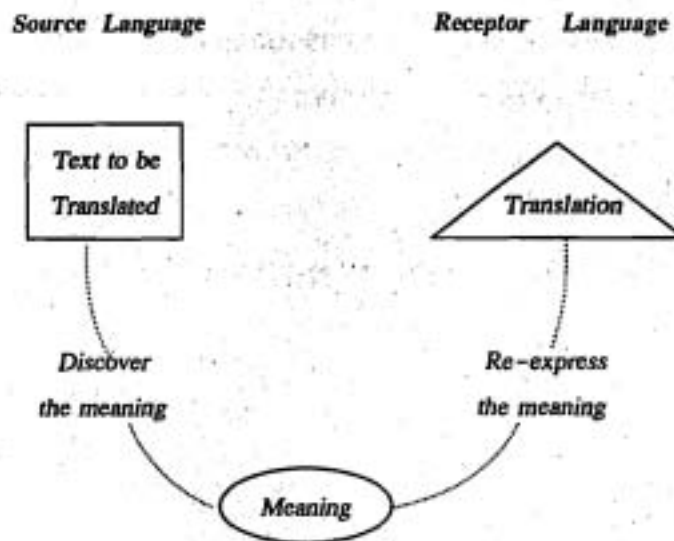 Source Language
Receptor Language
Text to be
Translated
Translation
Discover
the meaning
Re-express
the meaning
Meaning